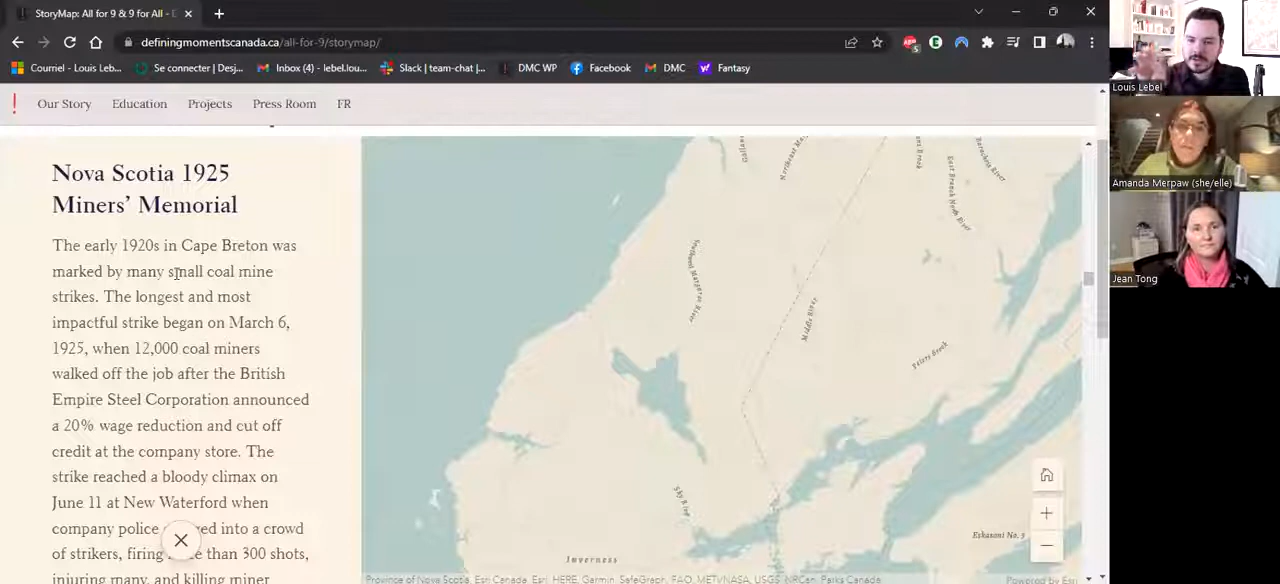 StoryMap: All for 9 & 9 for All -
definingmomentscanada.ca/all-for-9/storymap/
Courriel - Louis Leb...
Se connecter | Desj...
Inbox (4) - lebel.lou...
Slack | team-chat |...
DMC WP
Facebook
DMC
Fantasy
Our Story
Education
Projects
Press Room
FR
Nova Scotia 1925
Miners' Memorial
The early 1920s in Cape Breton was
marked by many small coal mine
strikes. The longest and most
impactful strike began on March 6,
1925, when 12,000 coal miners
walked off the job after the British
Empire Steel Corporation announced
a 20% wage reduction and cut off
credit at the company store. The
strike reached a bloody climax on
June 11 at New Waterford when
company police into a crowd
of strikers, firing than 300 shots,
injuring many, and killing miner
Middle River
Inverness
Eskasoni No. 3
Province of Nova Scotia, Esri Canada, Esri, HERE, Garmin, SafeGraph, FAO, METI/NASA, USGS, NRCan, Parks Canada
Powered by Esri
Louis Lebel
Amanda Merpaw (she/elle)
Jean Tong